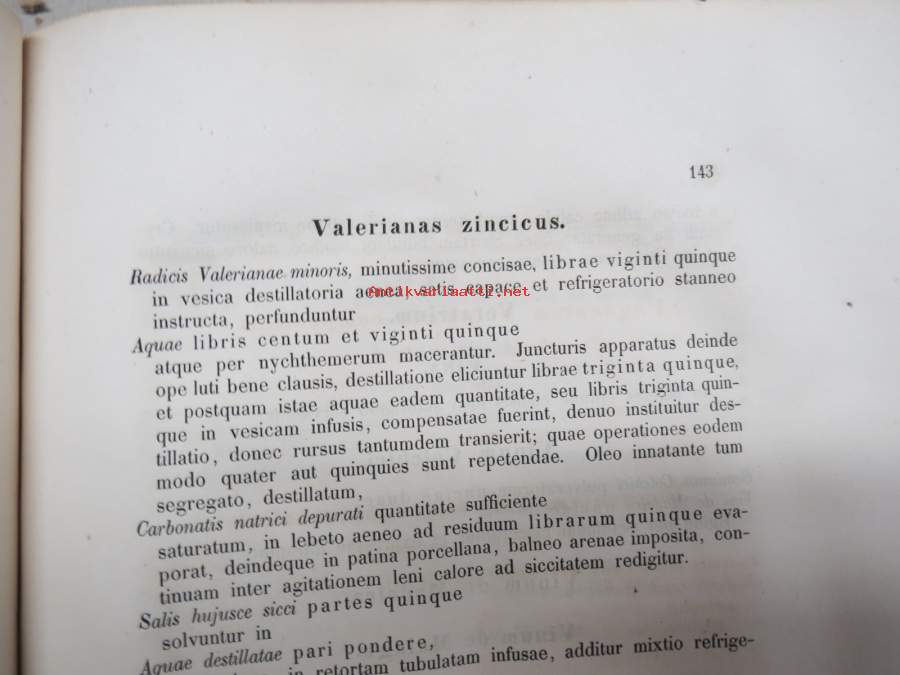 143
Valerianas zincicus.
Radicis Valerianae minoris, minutissime concisae, librae viginti quinque
in vesica destillatoria aenea satis capace et refrigeratorio stanneo
antakvariaatti.net
instructa, perfunduntur
Aquae libris centum et viginti quinque
atque per nychthemerum macerantur. Juncturis apparatus deinde
ope luti bene clausis, destillatione eliciuntur librae triginta quinque,
et postquam istae aquae eadem quantitate, seu libris triginta quin-
que in vesicam infusis, compensatae fuerint, denuo instituitur des-
tillatio, donec rursus tantumdem transierit; quae operationes eodem
modo quater aut quinquies sunt repetendae. Oleo innatante tum
segregato, destillatum,
Carbonatis natrici depurati quantitate sufficiente
saturatum, in lebeto aeneo ad residuum librarum quinque eva-
porat, deindeque in patina porcellana, balneo arenae imposita, con-
tinuam inter agitationem leni calore ad siccitatem redigitur.
Salis hujusce sicci partes quinque
solvuntur in
Aquae destillatae pari pondere,
in retortam tubulatam infusae, additur mixtio refrige-